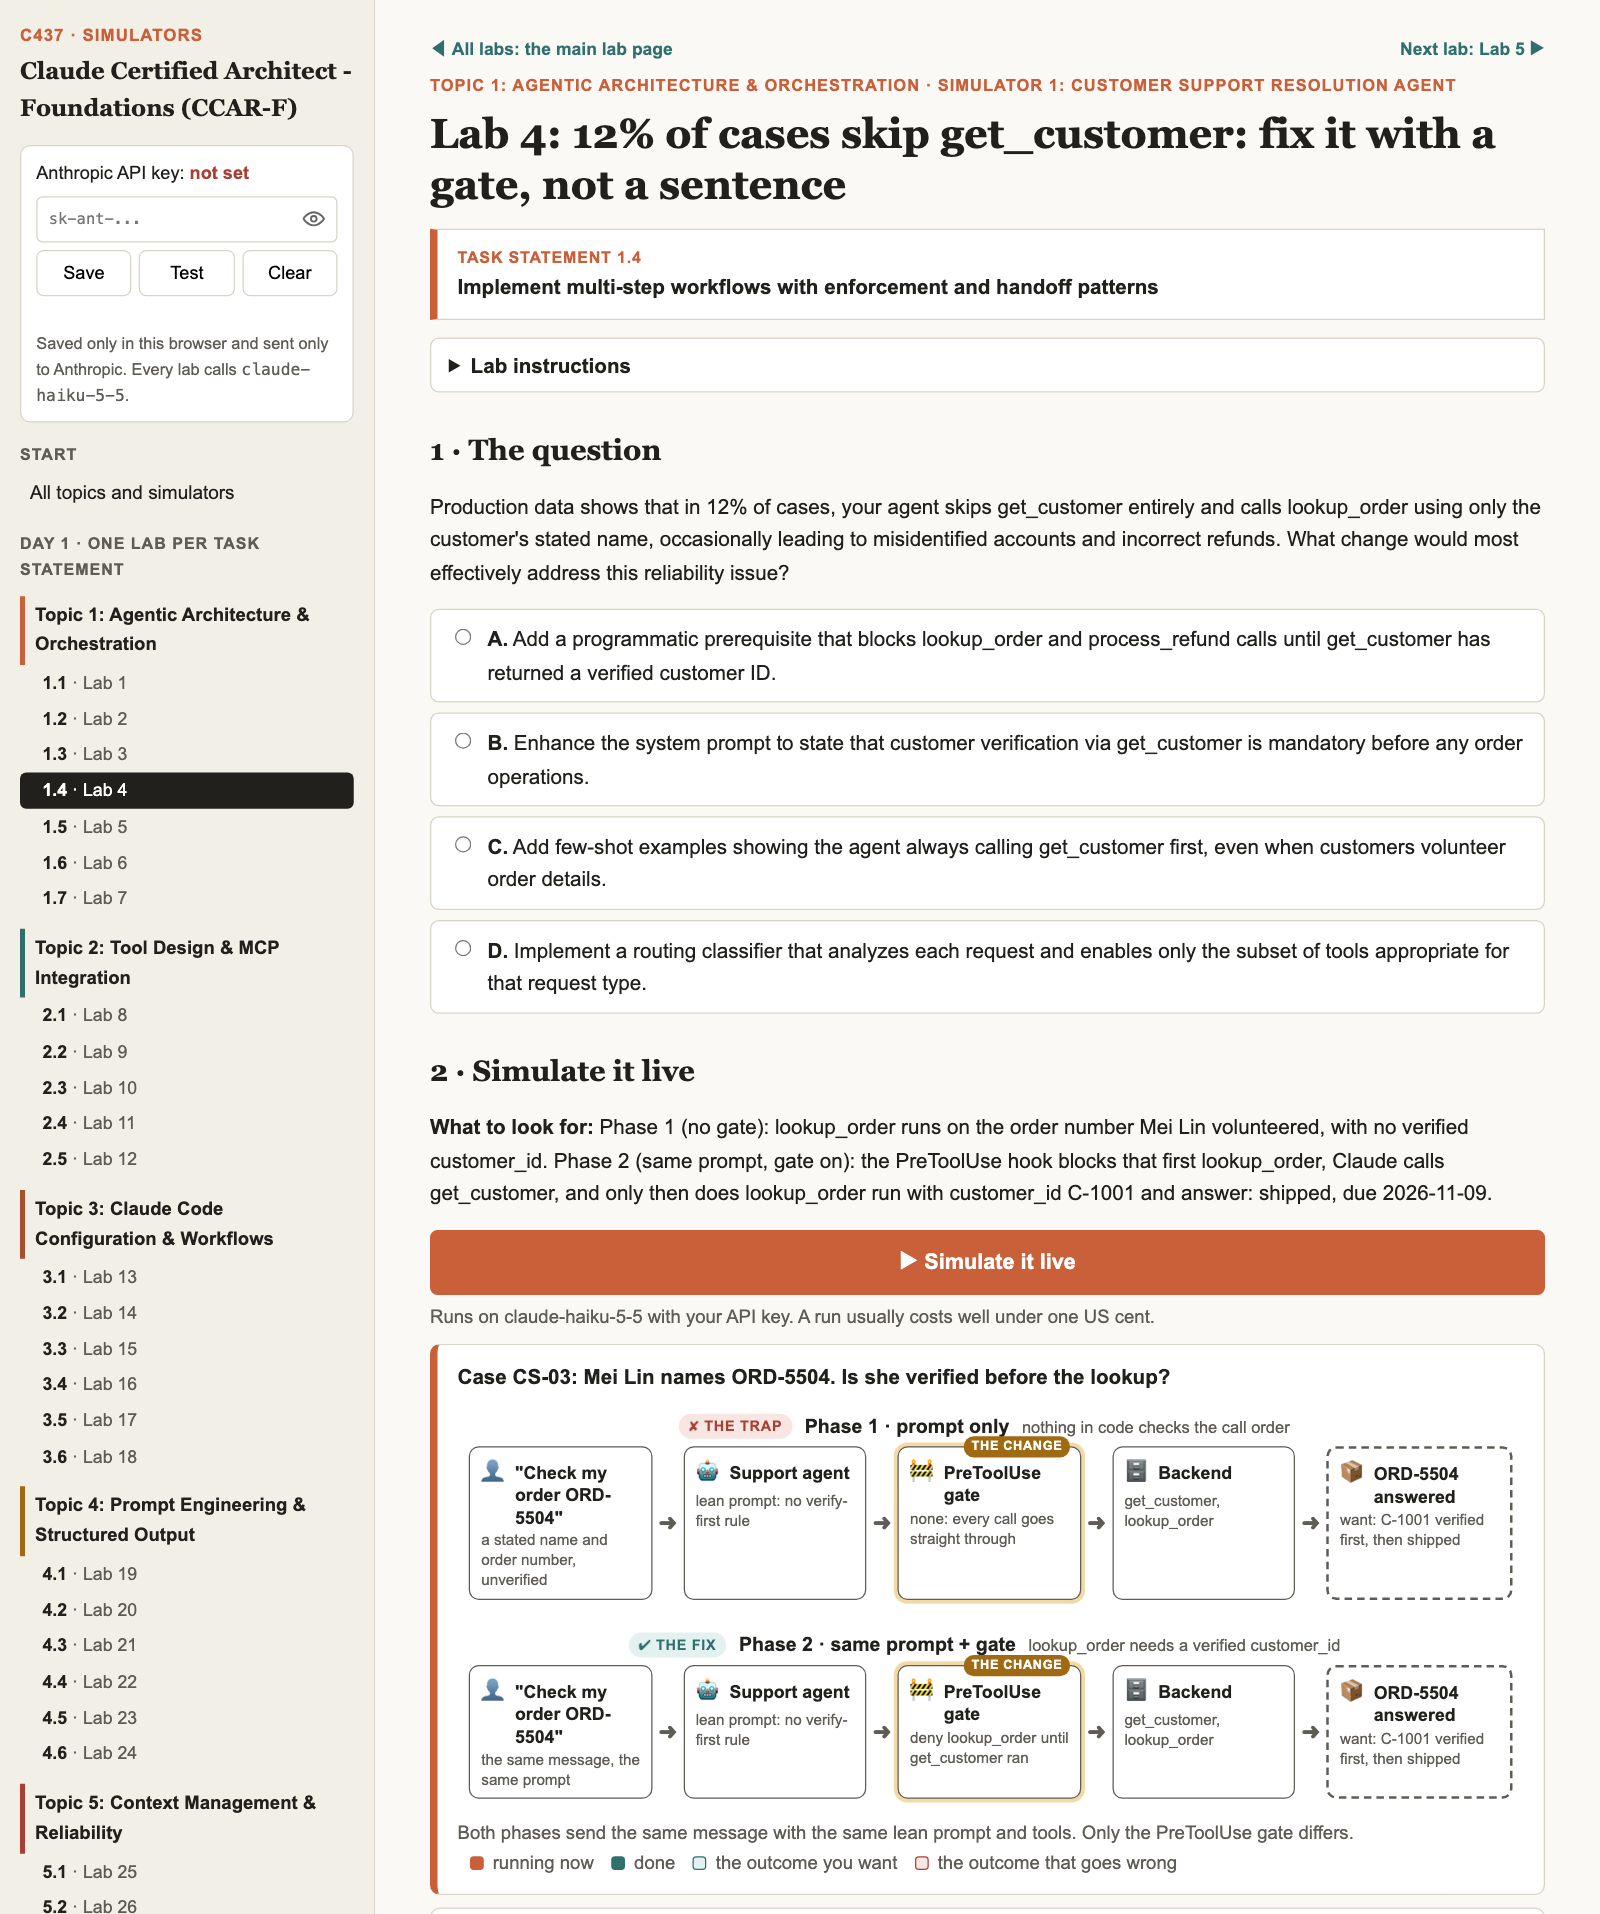 C437 · SIMULATORS
Claude Certified Architect -
Foundations (CCAR-F)
Anthropic API key: not set
sk-ant-...
Save
Test
Clear
Saved only in this browser and sent only
to Anthropic. Every lab calls claude-
haiku-5-5.
START
All topics and simulators
DAY 1 · ONE LAB PER TASK
STATEMENT
Topic 1: Agentic Architecture &
Orchestration
1.1 · Lab 1
1.2 · Lab 2
1.3 · Lab 3
1.4 · Lab 4
1.5 · Lab 5
1.6 · Lab 6
1.7 · Lab 7
Topic 2: Tool Design & MCP
Integration
2.1 · Lab 8
2.2 · Lab 9
2.3 · Lab 10
2.4 · Lab 11
2.5 · Lab 12
Topic 3: Claude Code
Configuration & Workflows
3.1 · Lab 13
3.2 · Lab 14
3.3 · Lab 15
3.4 · Lab 16
3.5 · Lab 17
3.6 · Lab 18
Topic 4: Prompt Engineering &
Structured Output
4.1 · Lab 19
4.2 · Lab 20
4.3 · Lab 21
4.4 · Lab 22
4.5 · Lab 23
4.6 · Lab 24
Topic 5: Context Management &
Reliability
5.1 · Lab 25
5.2 · Lab 26
◀ All labs: the main lab page
Next lab: Lab 5 ▶
TOPIC 1: AGENTIC ARCHITECTURE & ORCHESTRATION · SIMULATOR 1: CUSTOMER SUPPORT RESOLUTION AGENT
Lab 4: 12% of cases skip get_customer: fix it with a
gate, not a sentence
TASK STATEMENT 1.4
Implement multi-step workflows with enforcement and handoff patterns
▶ Lab instructions
1 · The question
Production data shows that in 12% of cases, your agent skips get_customer entirely and calls lookup_order using only the
customer's stated name, occasionally leading to misidentified accounts and incorrect refunds. What change would most
effectively address this reliability issue?
A. Add a programmatic prerequisite that blocks lookup_order and process_refund calls until get_customer has
returned a verified customer ID.
B. Enhance the system prompt to state that customer verification via get_customer is mandatory before any order
operations.
C. Add few-shot examples showing the agent always calling get_customer first, even when customers volunteer
order details.
D. Implement a routing classifier that analyzes each request and enables only the subset of tools appropriate for
that request type.
2 · Simulate it live
What to look for: Phase 1 (no gate): lookup_order runs on the order number Mei Lin volunteered, with no verified
customer_id. Phase 2 (same prompt, gate on): the PreToolUse hook blocks that first lookup_order, Claude calls
get_customer, and only then does lookup_order run with customer_id C-1001 and answer: shipped, due 2026-11-09.
▶ Simulate it live
Runs on claude-haiku-5-5 with your API key. A run usually costs well under one US cent.
Case CS-03: Mei Lin names ORD-5504. Is she verified before the lookup?
✘ THE TRAP Phase 1 · prompt only nothing in code checks the call order
"Check my
order ORD-
5504"
a stated name and
order number,
unverified
➜
Support agent
lean prompt: no verify-
first rule
➜
THE CHANGE
PreToolUse
gate
none: every call goes
straight through
➜
Backend
get_customer,
lookup_order
➜
ORD-5504
answered
want: C-1001 verified
first, then shipped
✔ THE FIX Phase 2 · same prompt + gate lookup_order needs a verified customer_id
"Check my
order ORD-
5504"
the same message, the
same prompt
➜
Support agent
lean prompt: no verify-
first rule
➜
THE CHANGE
PreToolUse
gate
deny lookup_order until
get_customer ran
➜
Backend
get_customer,
lookup_order
➜
ORD-5504
answered
want: C-1001 verified
first, then shipped
Both phases send the same message with the same lean prompt and tools. Only the PreToolUse gate differs.
running now done the outcome you want the outcome that goes wrong